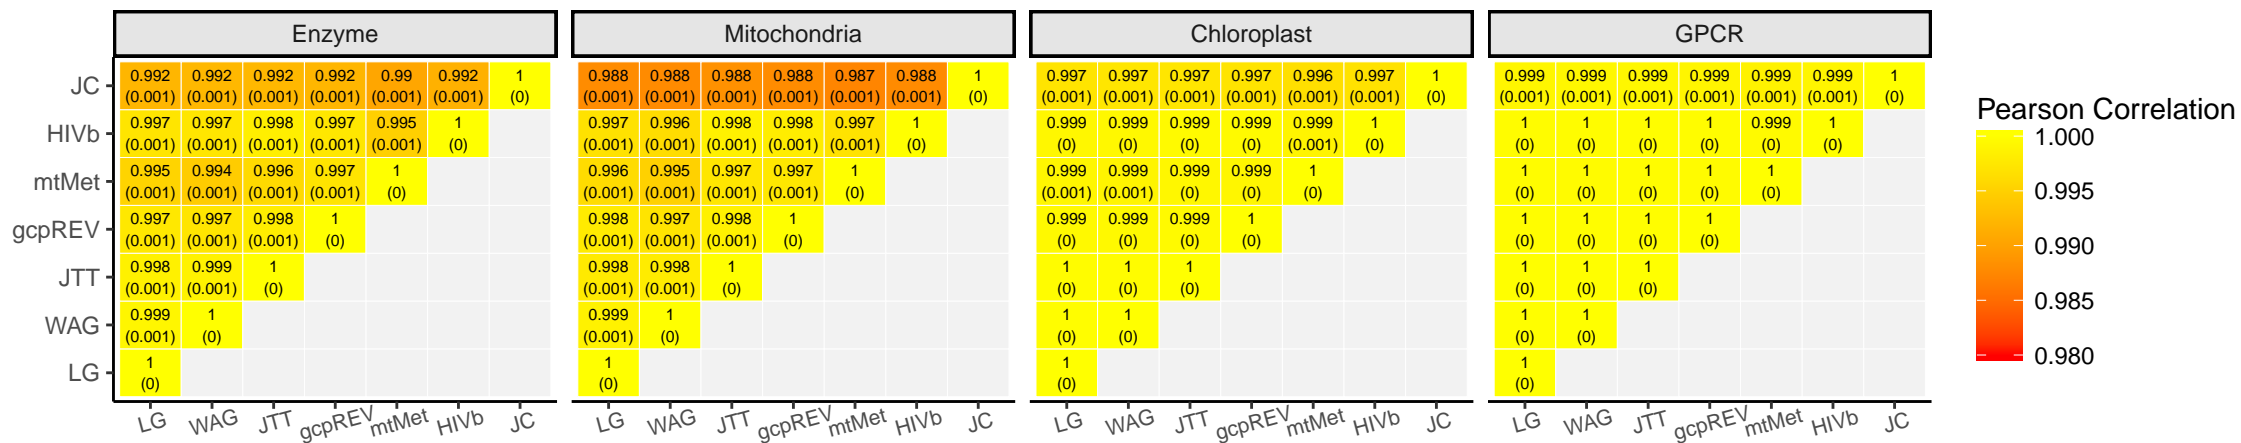 Enzyme Mitochondria Chloroplast GPCR
JC 0.992 0.992 0.992 0.992 0.99 0.992 1 0.988 0.988 0.988 0.988 0.987 0.988 1 0.997 0.997 0.997 0.997 0.996 0.997 1 0.999 0.999 0.999 0.999 0.999 0.999 1
(0.001) (0.001) (0.001) (0.001) (0.001) (0.001) (0) (0.001) (0.001) (0.001) (0.001) (0.001) (0.001) (0) (0.001) (0.001) (0.001) (0.001) (0.001) (0.001) (0) (0.001) (0.001) (0.001) (0.001) (0.001) (0.001) (0)
HIVb 0.997 0.997 0.998 0.997 0.995 1 0.997 0.996 0.998 0.998 0.997 1 0.999 0.999 0.999 0.999 0.999 1 1 1 1 1 0.999 1
(0.001) (0.001) (0.001) (0.001) (0.001) (0) (0.001) (0.001) (0.001) (0.001) (0.001) (0) (0) (0) (0) (0) (0.001) (0) (0) (0) (0) (0) (0) (0)
mtMet 0.995 0.994 0.996 0.997 1 0.996 0.995 0.997 0.997 1 0.999 0.999 0.999 0.999 1 1 1 1 1 1
(0.001) (0.001) (0.001) (0.001) (0) (0.001) (0.001) (0.001) (0.001) (0) (0.001) (0.001) (0) (0) (0) (0) (0) (0) (0) (0)
gcpREV 0.997 0.997 0.998 1 0.998 0.997 0.998 1 0.999 0.999 0.999 1 1 1 1 1
(0.001) (0.001) (0.001) (0) (0.001) (0.001) (0.001) (0) (0) (0) (0) (0) (0) (0) (0) (0)
JTT 0.998 0.999 1 0.998 0.998 1 1 1 1 1 1 1
(0.001) (0.001) (0) (0.001) (0.001) (0) (0) (0) (0) (0) (0) (0)
WAG 0.999 1 0.999 1 1 1 1 1
(0.001) (0) (0.001) (0) (0) (0) (0) (0)
LG 1 1 1 1
(0) (0) (0) (0)
LG WAG JTT gcpREV mtMet HIVb JC LG WAG JTT gcpREV mtMet HIVb JC LG WAG JTT gcpREV mtMet HIVb JC LG WAG JTT gcpREV mtMet HIVb JC
Pearson Correlation
1.000
0.995
0.990
0.985
0.980